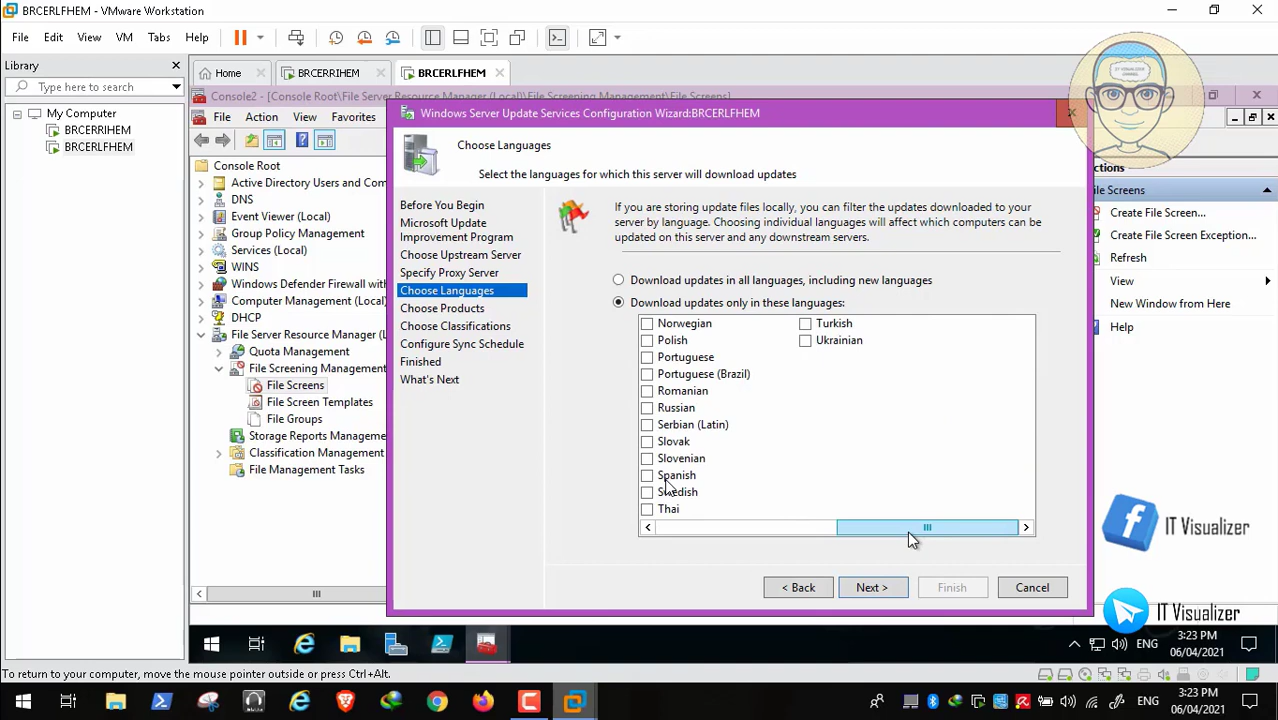 BRCERLFHEM - VMware Workstation
File Edit View VM Tabs Help
Library
Type here to search
My Computer
BRCERRIHEM
BRCERLFHEM
Home
BRCERRIHEM
BRCERLFHEM
IT VISUALIZER
CHANNEL
Console2 - [Console Root\File Server Resource Manager (Local)\File Screening Management\File Screens]
File Action View Favorites
Console Root
Active Directory Users and Com
DNS
Event Viewer (Local)
Group Policy Management
Services (Local)
WINS
Windows Defender Firewall with
Computer Management (Local)
DHCP
File Server Resource Manager (L
Quota Management
File Screening Management
File Screens
File Screen Templates
File Groups
Storage Reports Manageme
Classification Management
File Management Tasks
Windows Server Update Services Configuration Wizard:BRCERLFHEM
Choose Languages
Select the languages for which this server will download updates
Before You Begin
Microsoft Update
Improvement Program
Choose Upstream Server
Specify Proxy Server
Choose Languages
Choose Products
Choose Classifications
Configure Sync Schedule
Finished
What's Next
If you are storing update files locally, you can filter the updates downloaded to your
server by language. Choosing individual languages will affect which computers can be
updated on this server and any downstream servers.
Download updates in all languages, including new languages
Download updates only in these languages:
Norwegian
Polish
Portuguese
Portuguese (Brazil)
Romanian
Russian
Serbian (Latin)
Slovak
Slovenian
Spanish
Swedish
Thai
Turkish
Ukrainian
< Back Next > Finish Cancel
ctions
ile Screens
Create File Screen...
Create File Screen Exception...
Refresh
View
New Window from Here
Help
IT Visualizer
IT Visualizer
ENG
3:23 PM
06/04/2021
To return to your computer, move the mouse pointer outside or press Ctrl+Alt.
ENG
3:23 PM
06/04/2021